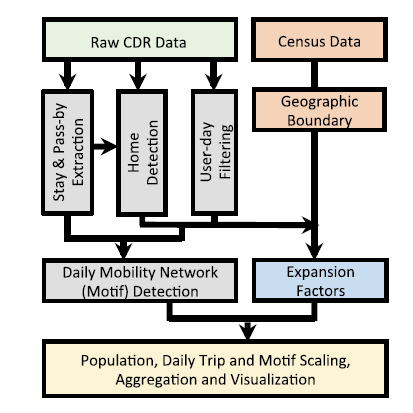 Raw CDR Data
Census Data
Geographic
Boundary
Stay & Pass-by
Extraction
Home
Detection
User-day
Filtering
Daily Mobility Network
(Motif) Detection
Expansion
Factors
Population, Daily Trip and Motif Scaling,
Aggregation and Visualization